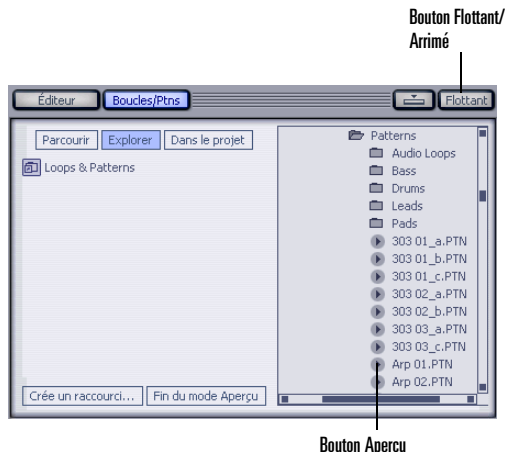 Bouton Flottant/
Arrimé
Éditeur
Boucles/Ptns
Flottant
Parcourir
Explorer
Dans le projet
Loops & Patterns
Patterns
Audio Loops
Bass
Drums
Leads
Pads
303 01_a.PTN
303 01_b.PTN
303 01_c.PTN
303 02_a.PTN
303 02_b.PTN
303 03_a.PTN
303 03_c.PTN
Arp 01.PTN
Arp 02.PTN
Crée un raccourci...
Fin du mode Aperçu
Bouton Aperçu